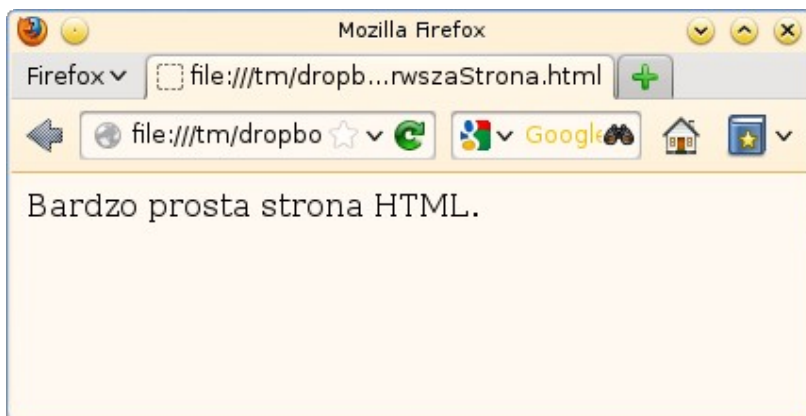 Mozilla Firefox
Firefox
file:///tm/dropb...rwszaStrona.html
file:///tm/dropbo
Google
Bardzo prosta strona HTML.